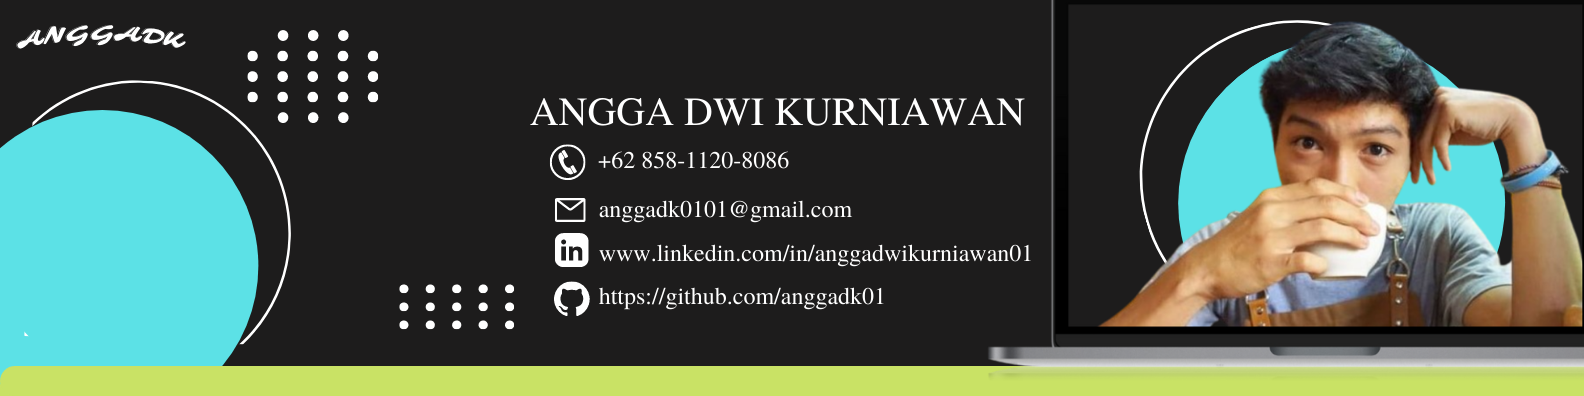 ANGGADK
ANGGA DWI KURNIAWAN
+62 858-1120-8086
anggadk0101@gmail.com
in
www.linkedin.com/in/anggadwikurniawan01
https://github.com/anggadk01